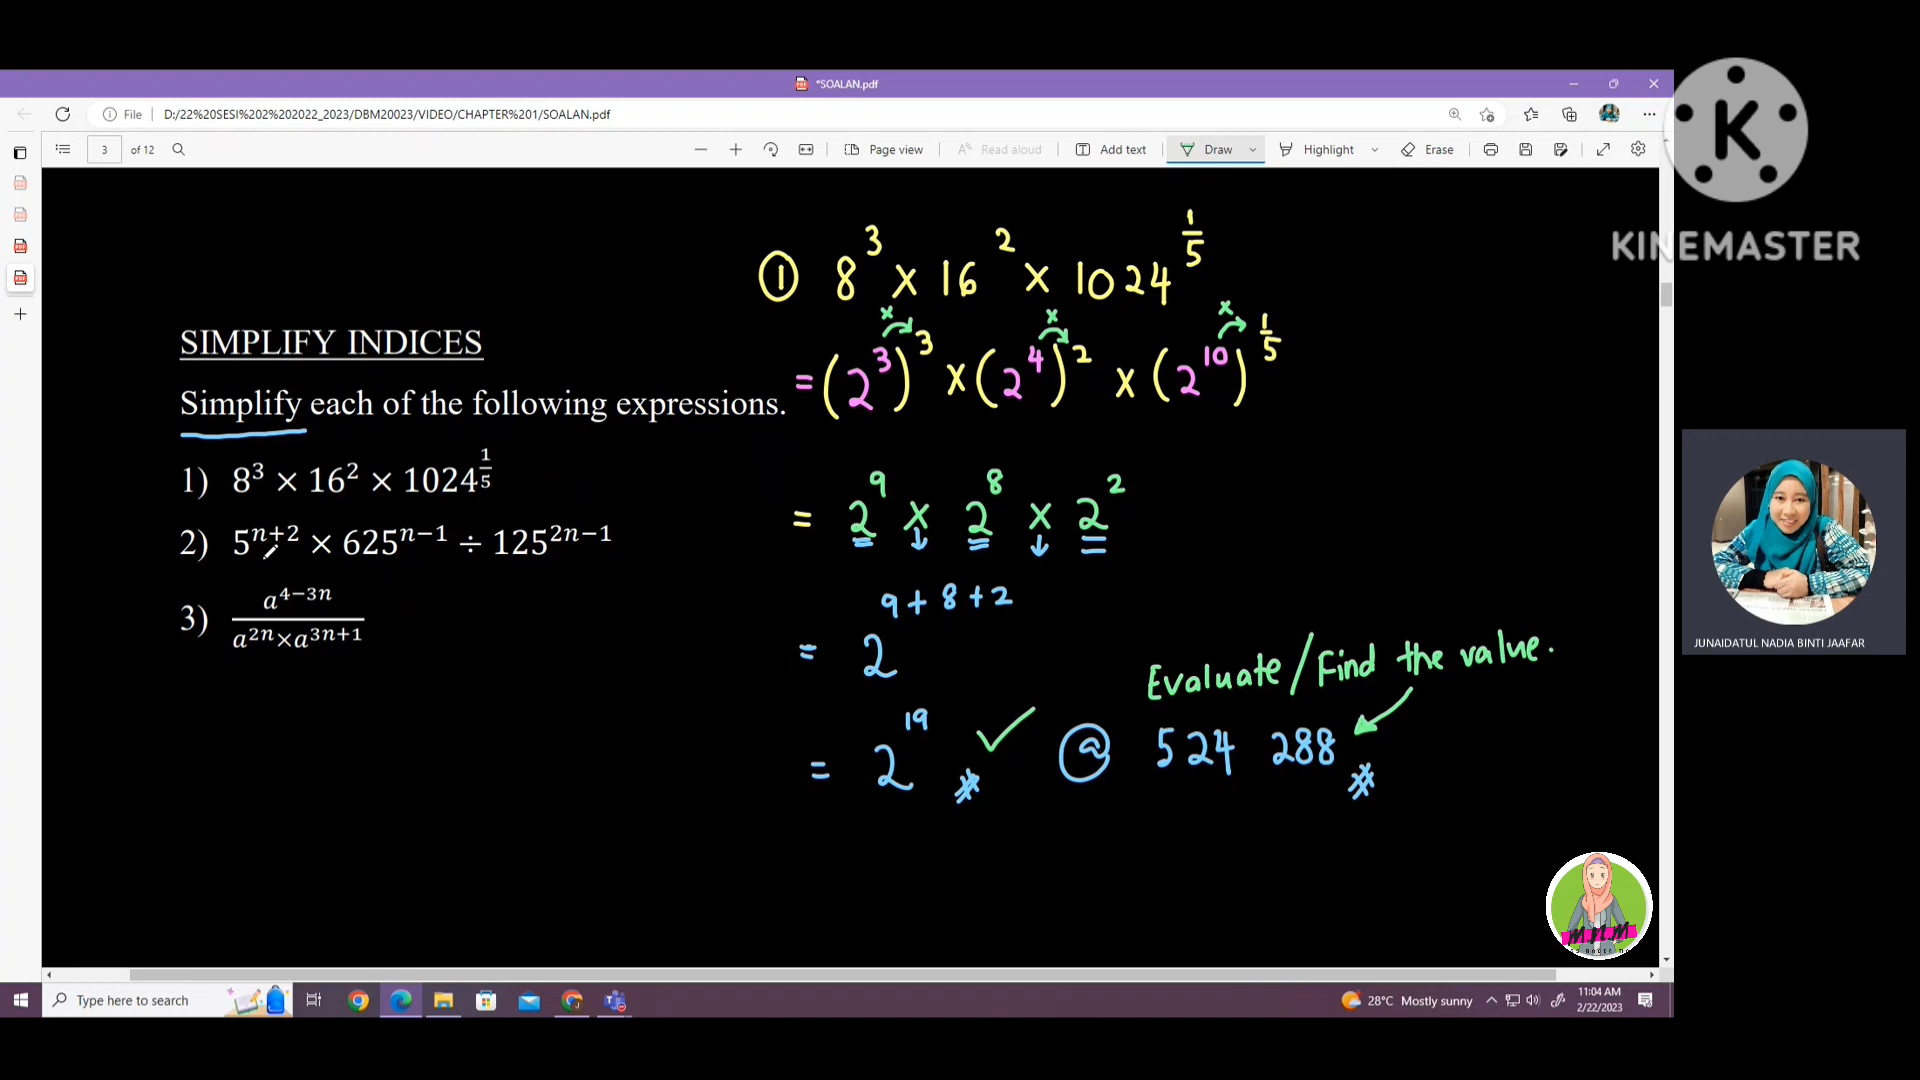 *SOALAN.pdf
File | D:/22%20SESI%202%202022_2023/DBM20023/VIDEO/CHAPTER%201/SOALAN.pdf
3 of 12 Page view Read aloud Add text Draw Highlight Erase
KINEMASTER
SIMPLIFY INDICES
Simplify each of the following expressions.
1) 8³ × 16² × 1024^{1/5}
2) 5^{n+2} × 625^{n−1} ÷ 125^{2n−1}
3) a^{4−3n} / a^{2n}×a^{3n+1}
① 8³ × 16² × 1024^{1/5}
x x x
= (2³)³ × (2⁴)² × (2¹⁰)^{1/5}
= 2⁹ × 2⁸ × 2²
= 2^{9+8+2}
Evaluate/Find the value.
= 2¹⁹ @ 524 288
JUNAIDATUL NADIA BINTI JAAFAR
MNM
Type here to search
28°C Mostly sunny
11:04 AM
2/22/2023